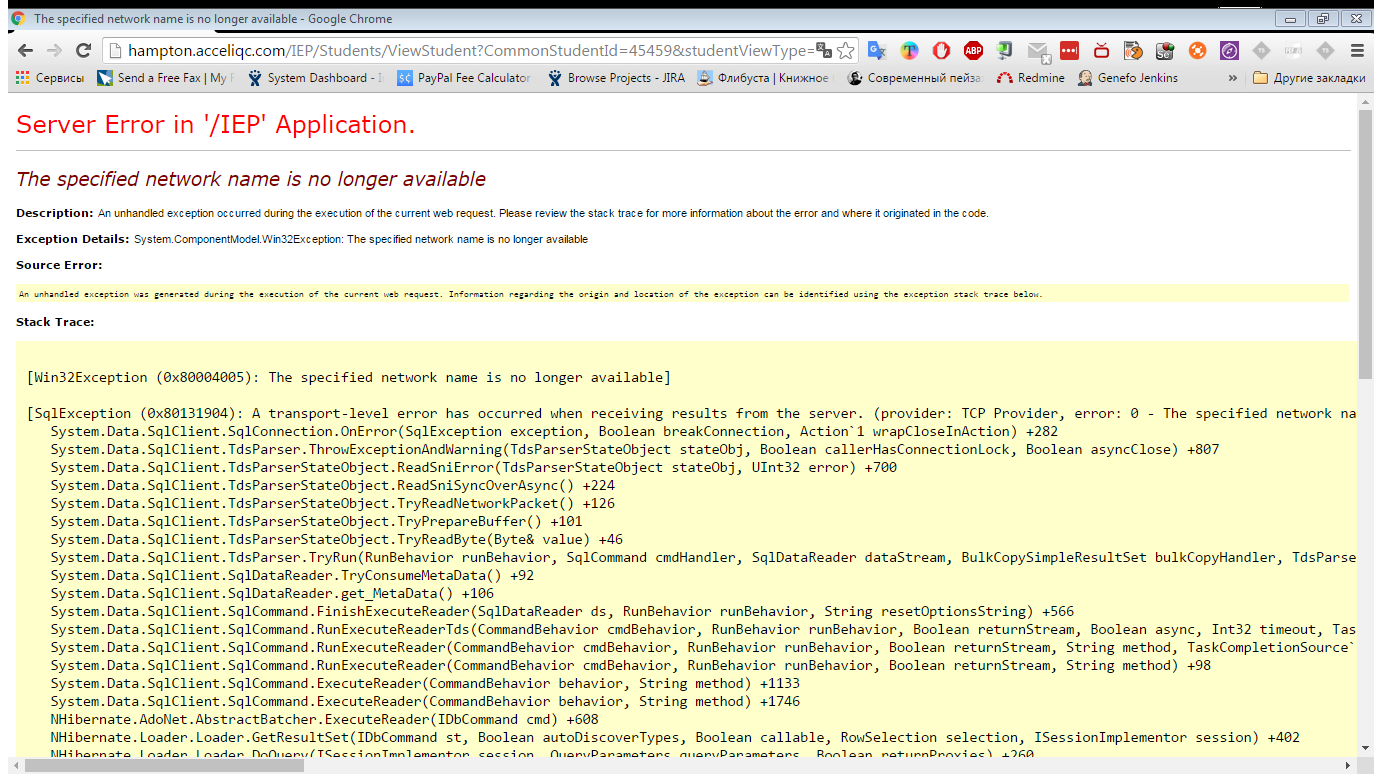 The specified network name is no longer available - Google Chrome
hampton.acceliqc.com/IEP/Students/ViewStudent?CommonStudentId=45459&studentViewType=
ABP
Se
Сервисы Send a Free Fax | My System Dashboard - PayPal Fee Calculator Browse Projects - JIRA Флибуста | Книжное Современный пейза Redmine Genefo Jenkins » Другие закладки
Server Error in '/IEP' Application.
The specified network name is no longer available
Description: An unhandled exception occurred during the execution of the current web request. Please review the stack trace for more information about the error and where it originated in the code.
Exception Details: System.ComponentModel.Win32Exception: The specified network name is no longer available
Source Error:
An unhandled exception was generated during the execution of the current web request. Information regarding the origin and location of the exception can be identified using the exception stack trace below.
Stack Trace:
[Win32Exception (0x80004005): The specified network name is no longer available]
[SqlException (0x80131904): A transport-level error has occurred when receiving results from the server. (provider: TCP Provider, error: 0 - The specified network na
System.Data.SqlClient.SqlConnection.OnError(SqlException exception, Boolean breakConnection, Action`1 wrapCloseInAction) +282
System.Data.SqlClient.TdsParser.ThrowExceptionAndWarning(TdsParserStateObject stateObj, Boolean callerHasConnectionLock, Boolean asyncClose) +807
System.Data.SqlClient.TdsParserStateObject.ReadSniError(TdsParserStateObject stateObj, UInt32 error) +700
System.Data.SqlClient.TdsParserStateObject.ReadSniSyncOverAsync() +224
System.Data.SqlClient.TdsParserStateObject.TryReadNetworkPacket() +126
System.Data.SqlClient.TdsParserStateObject.TryPrepareBuffer() +101
System.Data.SqlClient.TdsParserStateObject.TryReadByte(Byte& value) +46
System.Data.SqlClient.TdsParser.TryRun(RunBehavior runBehavior, SqlCommand cmdHandler, SqlDataReader dataStream, BulkCopySimpleResultSet bulkCopyHandler, TdsParse
System.Data.SqlClient.SqlDataReader.TryConsumeMetaData() +92
System.Data.SqlClient.SqlDataReader.get_MetaData() +106
System.Data.SqlClient.SqlCommand.FinishExecuteReader(SqlDataReader ds, RunBehavior runBehavior, String resetOptionsString) +566
System.Data.SqlClient.SqlCommand.RunExecuteReaderTds(CommandBehavior cmdBehavior, RunBehavior runBehavior, Boolean returnStream, Boolean async, Int32 timeout, Tas
System.Data.SqlClient.SqlCommand.RunExecuteReader(CommandBehavior cmdBehavior, RunBehavior runBehavior, Boolean returnStream, String method, TaskCompletionSource`
System.Data.SqlClient.SqlCommand.RunExecuteReader(CommandBehavior cmdBehavior, RunBehavior runBehavior, Boolean returnStream, String method) +98
System.Data.SqlClient.SqlCommand.ExecuteReader(CommandBehavior behavior, String method) +1133
System.Data.SqlClient.SqlCommand.ExecuteReader(CommandBehavior behavior, String method) +1746
NHibernate.AdoNet.AbstractBatcher.ExecuteReader(IDbCommand cmd) +608
NHibernate.Loader.Loader.GetResultSet(IDbCommand st, Boolean autoDiscoverTypes, Boolean callable, RowSelection selection, ISessionImplementor session) +402
NHibernate.Loader.Loader.DoQuery(ISessionImplementor session, QueryParameters queryParameters, Boolean returnProxies) +260